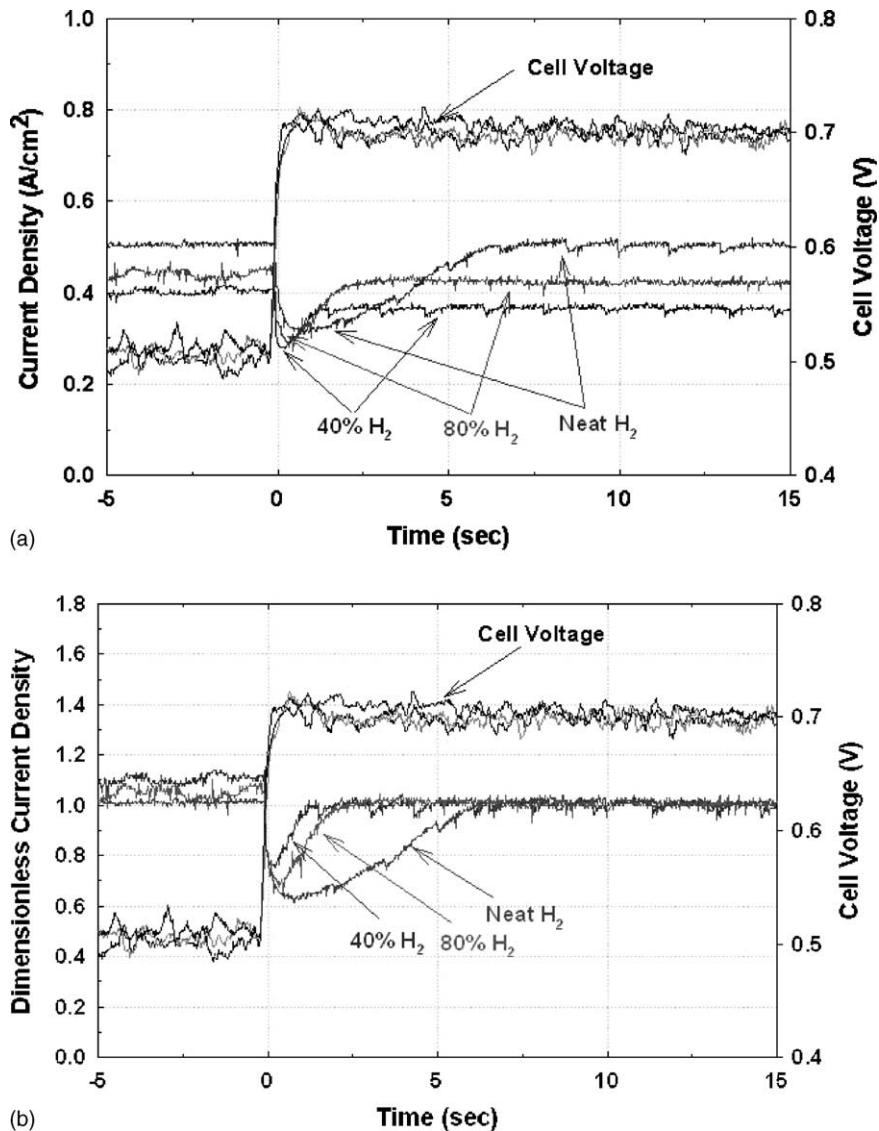 1.0
0.8
0.6
0.4
0.2
0.0
Current Density (A/cm²)
Cell Voltage
40% H₂
80% H₂
Neat H₂
0.8
0.7
0.6
0.5
0.4
Cell Voltage (V)
-5
0
5
10
15
Time (sec)
(a)
1.8
1.6
1.4
1.2
1.0
0.8
0.6
0.4
0.2
0.0
Dimensionless Current Density
Cell Voltage
Neat H₂
40% H₂
80% H₂
0.8
0.7
0.6
0.5
0.4
Cell Voltage (V)
-5
0
5
10
15
Time (sec)
(b)